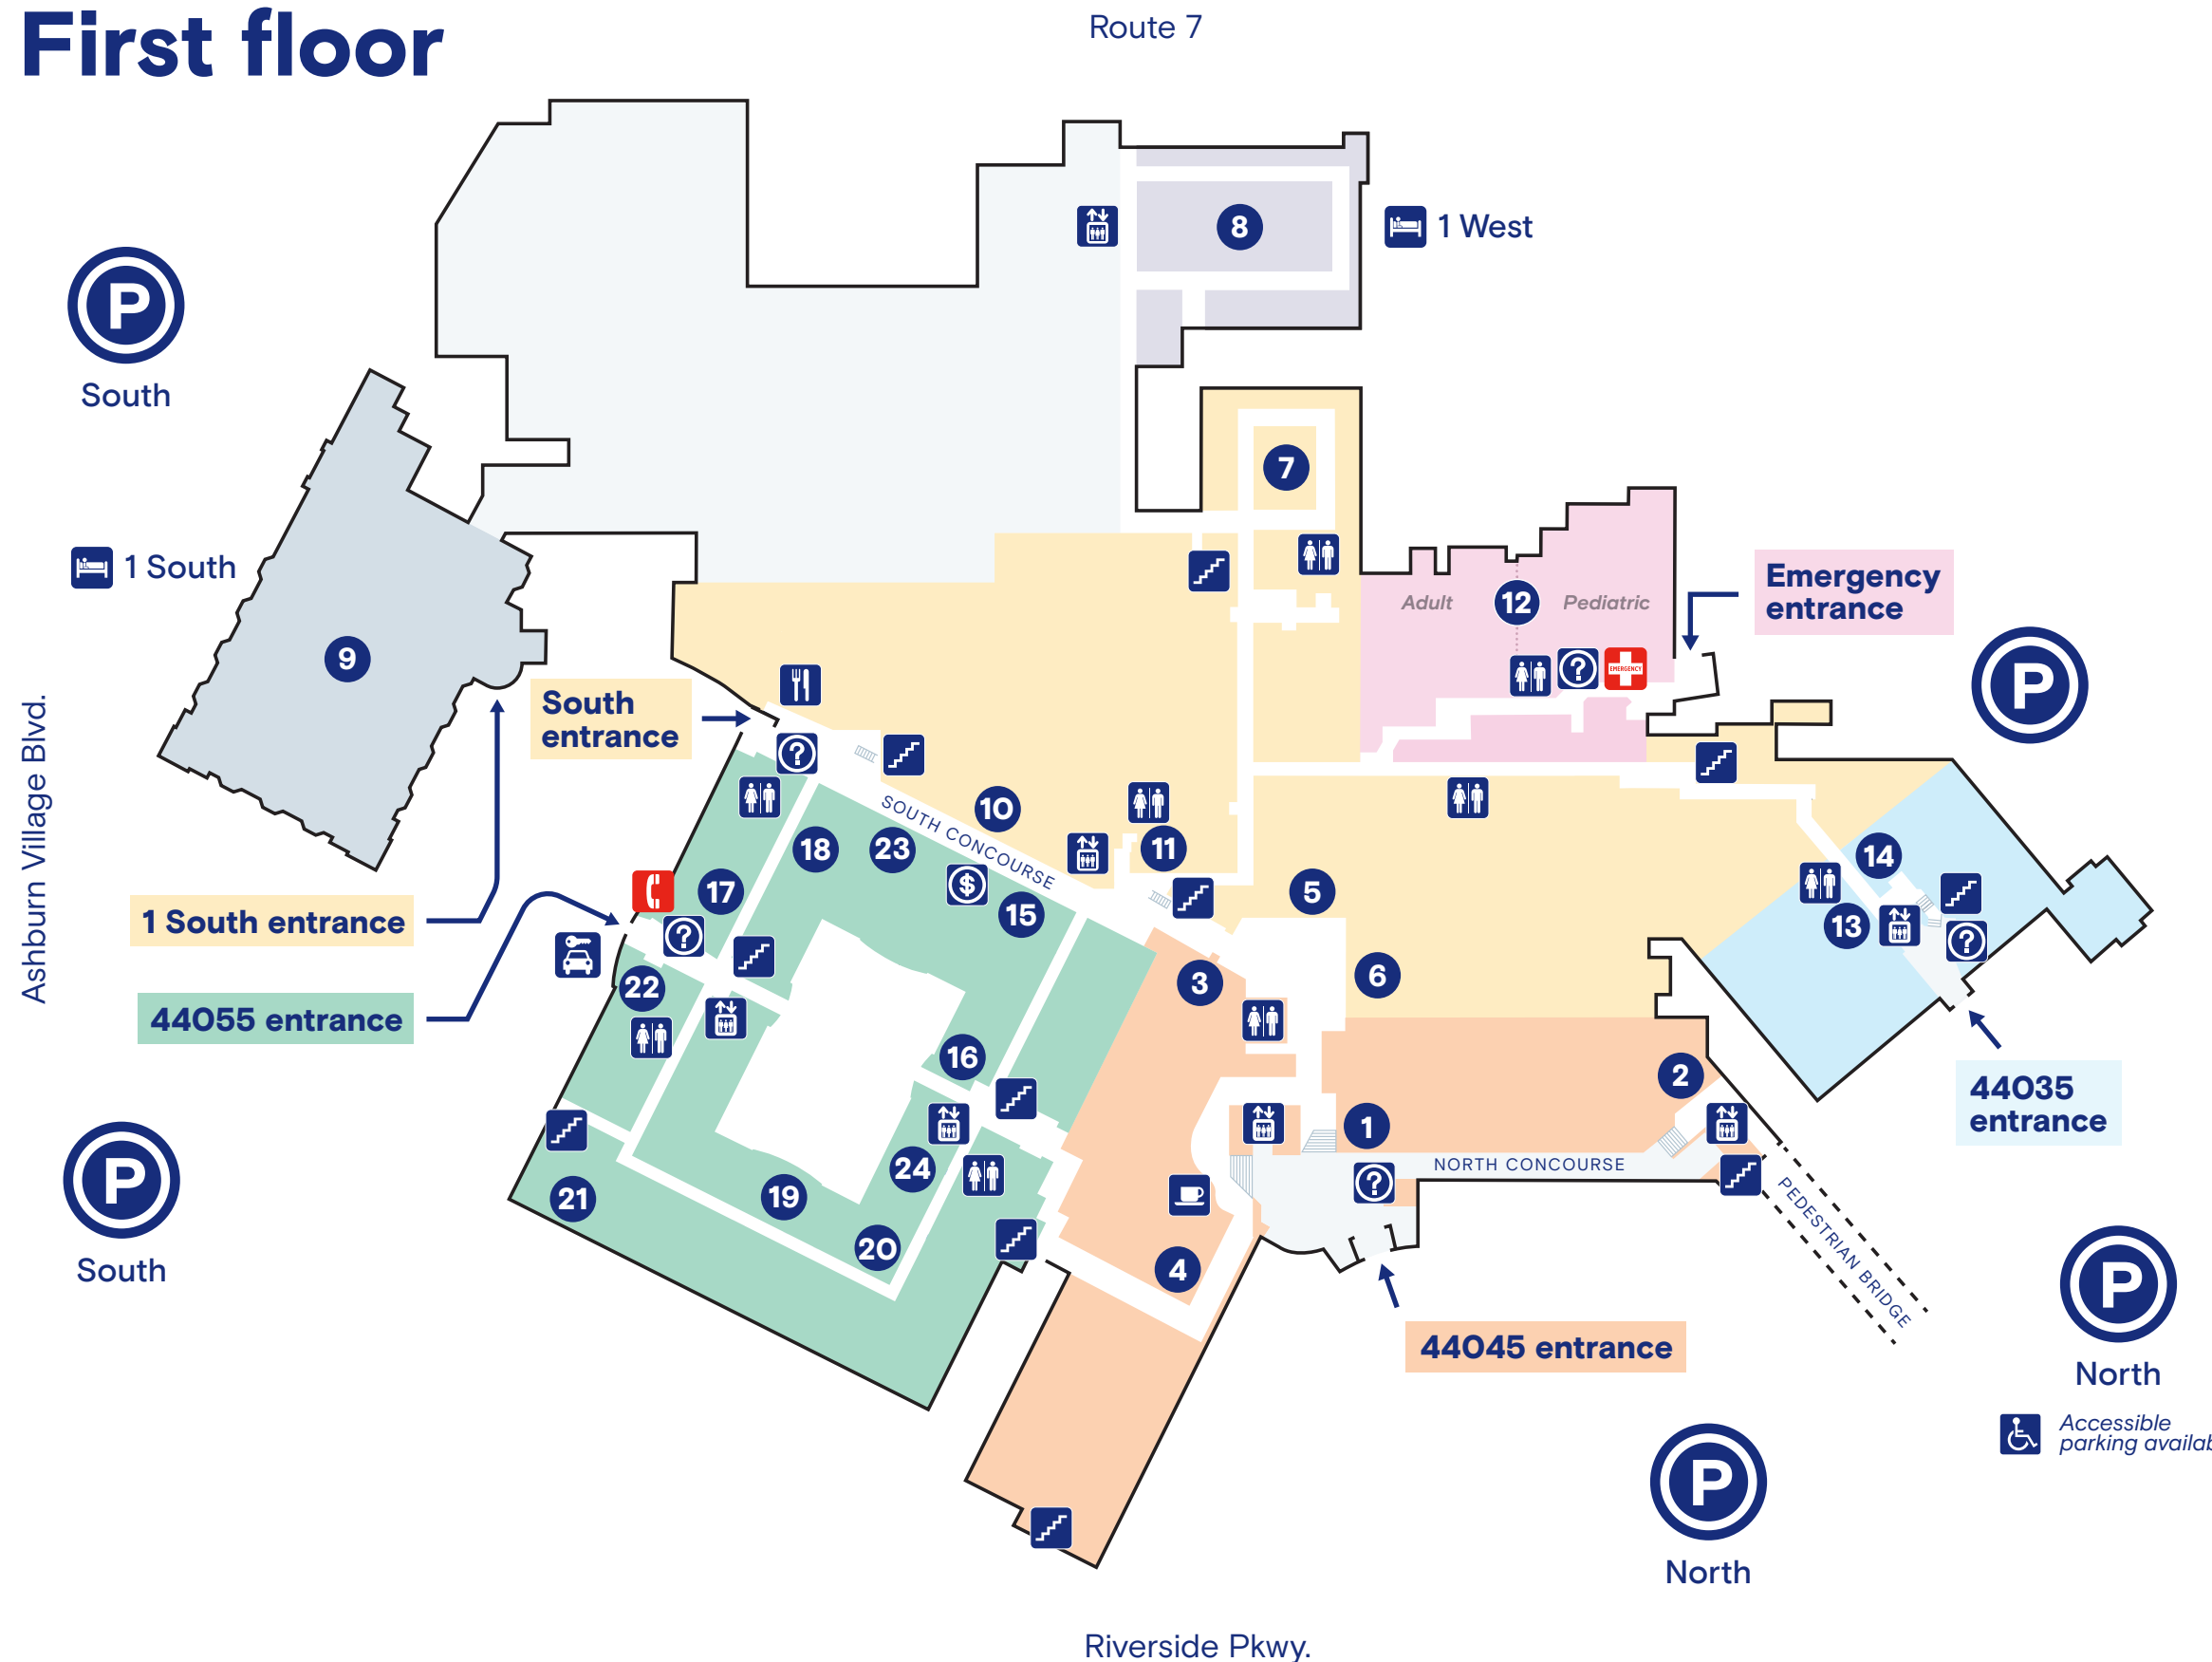 First floor
Route 7
8
1 West
P
South
7
1 South
Adult
12
Pediatric
Emergency
entrance
EMERGENCY
9
P
South
entrance
?
?
10
SOUTH CONCOURSE
18
23
11
14
Ashburn Village Blvd.
17
$
15
5
13
?
1 South entrance
?
22
3
6
44055 entrance
16
2
44035
entrance
1
24
NORTH CONCOURSE
?
P
South
21
19
20
4
PEDESTRIAN BRIDGE
44045 entrance
P
North
Accessible
parking
P
North
Riverside Pkwy.